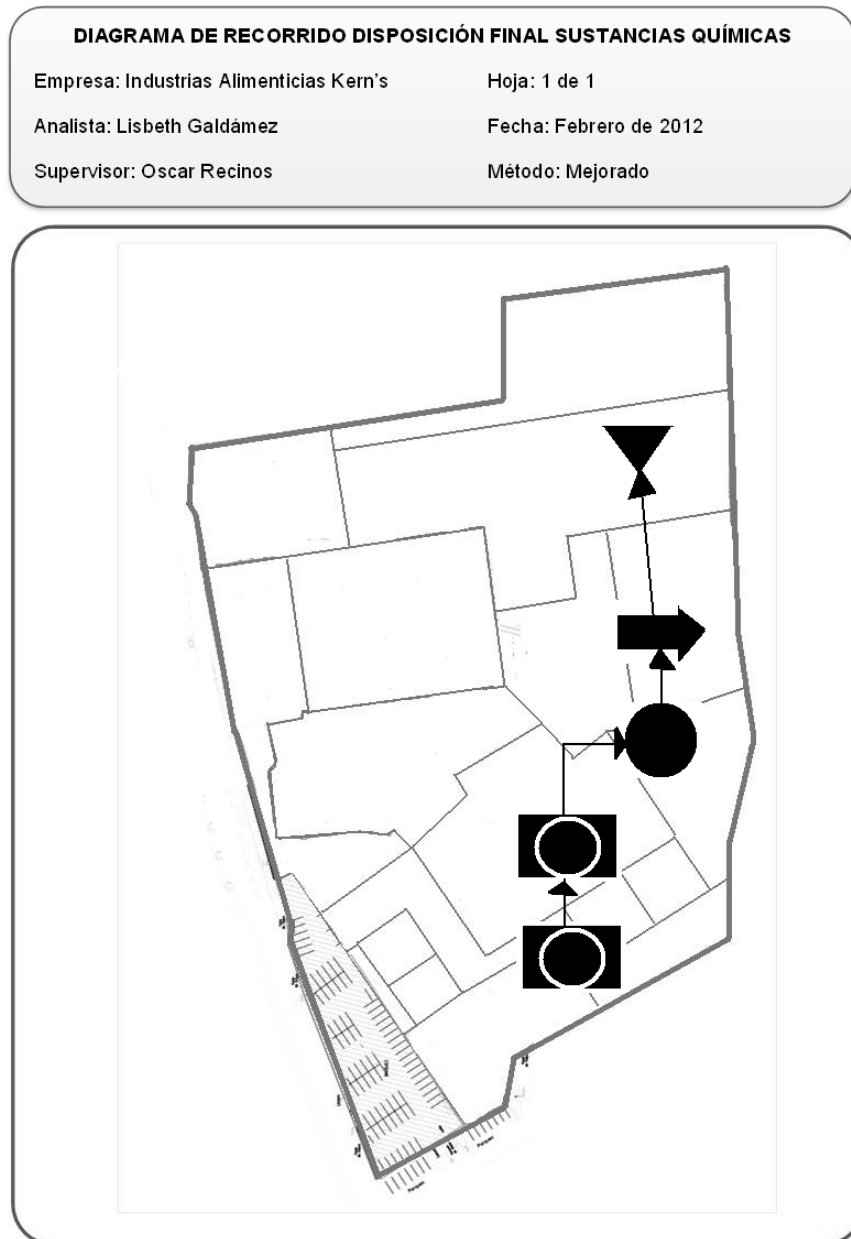 DIAGRAMA DE RECORRIDO DISPOSICIÓN FINAL SUSTANCIAS QUÍMICAS
Empresa: Industrias Alimenticias Kern's Hoja: 1 de 1
Analista: Lisbeth Galdámez Fecha: Febrero de 2012
Supervisor: Oscar Recinos Método: Mejorado